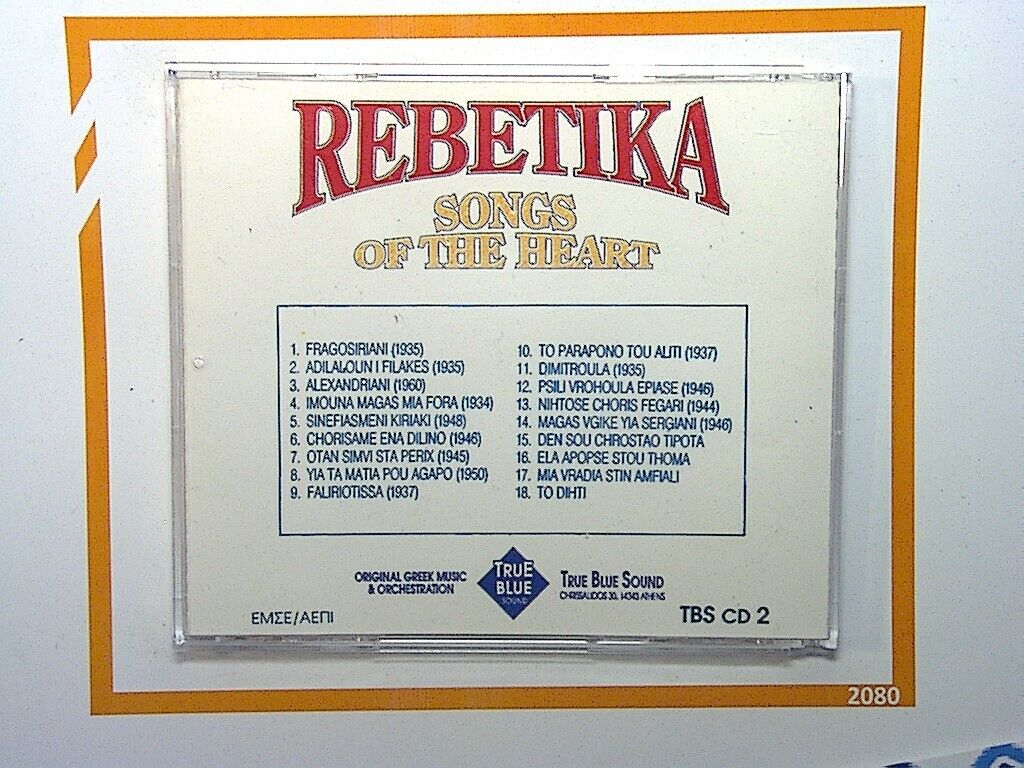 REBETIKA
SONGS
OF THE HEART
1. FRAGOSIRIANI (1935)
2. ADILALOUN I FILAKES (1935)
3. ALEXANDRIANI (1960)
4. IMOUNA MAGAS MIA FORA (1934)
5. SINEFIASMENI KIRIAKI (1948)
6. CHORISAME ENA DILINO (1946)
7. OTAN SIMVI STA PERIX (1945)
8. YIA TA MATIA POU AGAPO (1950)
9. FALIRIOTISSA (1937)
10. TO PARAPONO TOU ALITI (1937)
11. DIMITROULA (1935)
12. PSILI VROHOULA EPIASE (1946)
13. NIHTOSE CHORIS FEGARI (1944)
14. MAGAS VGIKE YIA SERGIANI (1946)
15. DEN SOU CHROSTAO TIPOTA
16. ELA APOPSE STOU THOMA
17. MIA VRADIA STIN AMFIALI
18. TO DIHTI
ORIGINAL GREEK MUSIC
& ORCHESTRATION
TRUE
BLUE
SOUND
TRUE BLUE SOUND
30, 14343 ATHENS
ΕΜΣΕ/ΑΕΠΙ
TBS CD 2
2080